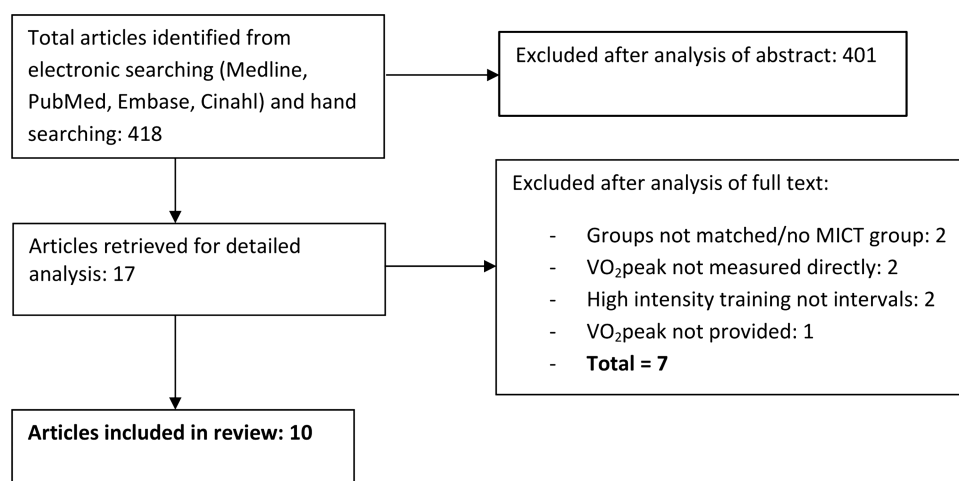 Total articles identified from
electronic searching (Medline,
PubMed, Embase, Cinahl) and hand
searching: 418
Excluded after analysis of abstract: 401
Articles retrieved for detailed
analysis: 17
Excluded after analysis of full text:
- Groups not matched/no MICT group: 2
- VO₂peak not measured directly: 2
- High intensity training not intervals: 2
- VO₂peak not provided: 1
- Total = 7
Articles included in review: 10